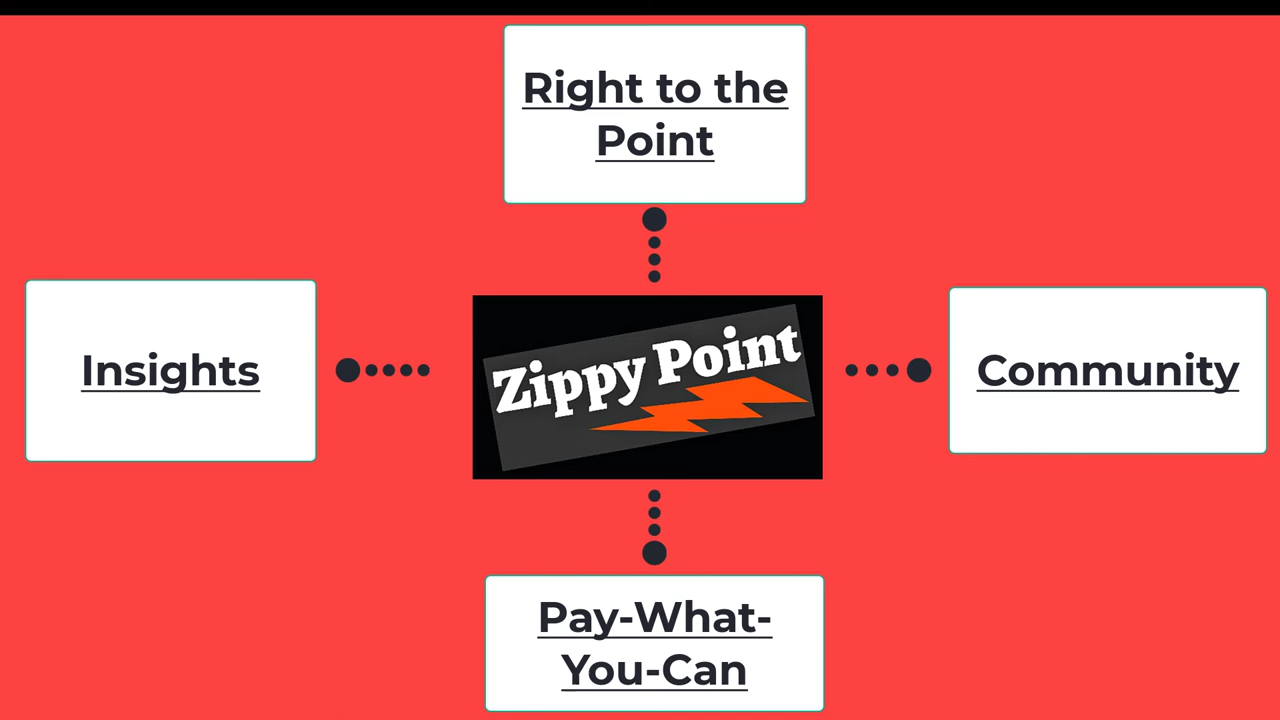 Right to the
Point
Insights
Zippy Point
Community
Pay-What-
You-Can